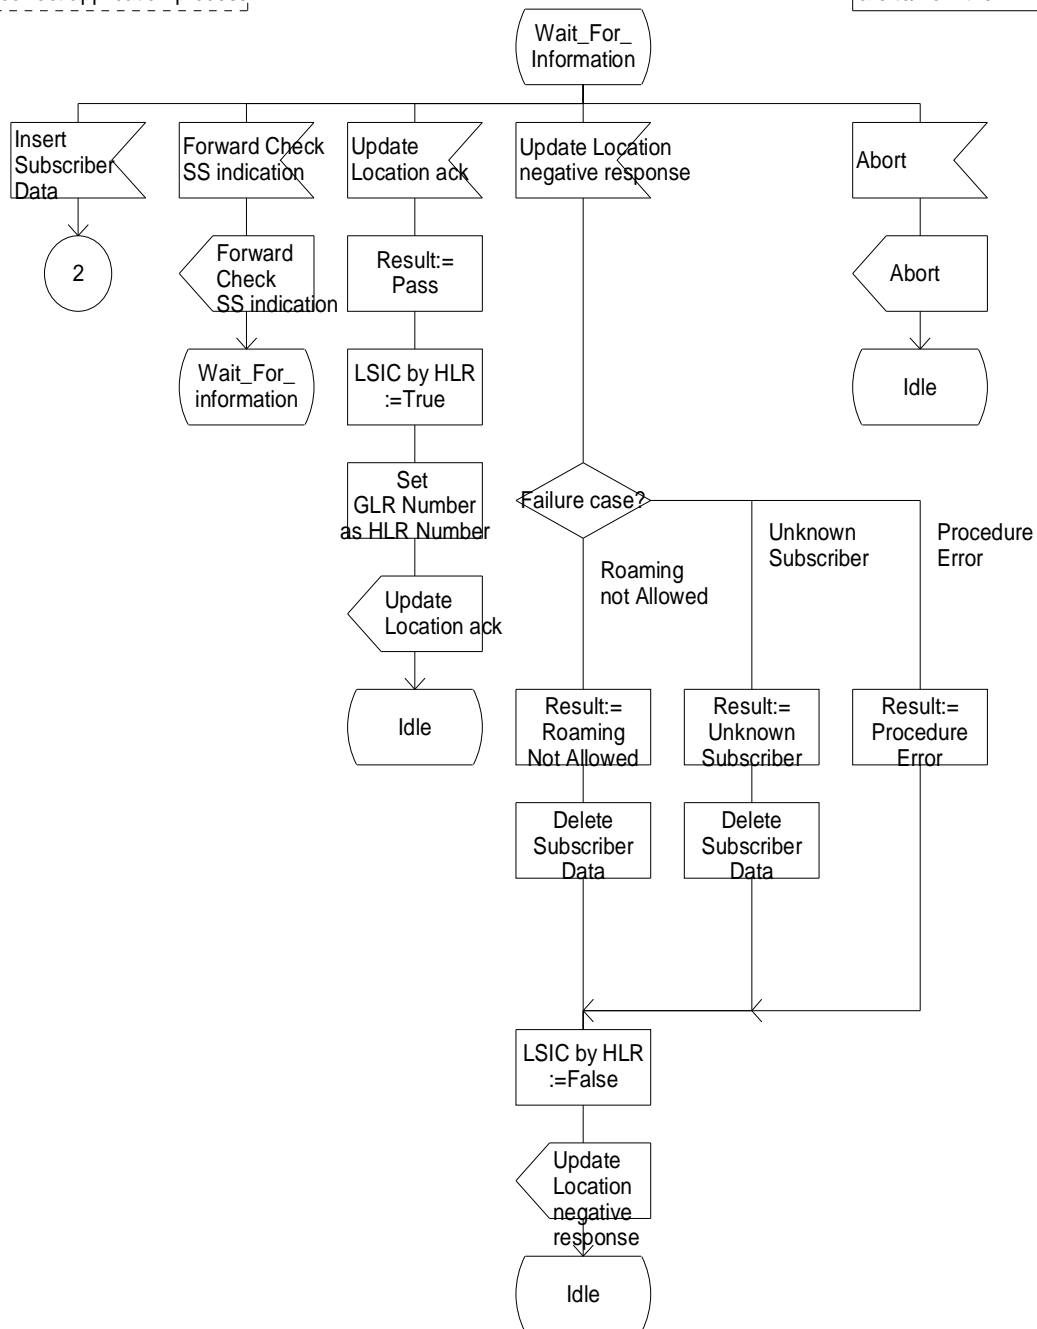 Wait_For_
Information
Insert
Subscriber
Data
Forward Check
SS indication
Update
Location ack
Update Location
negative response
Abort
2
Forward
Check
SS indication
Result:=
Pass
Abort
Wait_For_
information
LSIC by HLR
:=True
Idle
Set
GLR Number
as HLR Number
Failure case?
Unknown
Subscriber
Procedure
Error
Roaming
not Allowed
Update
Location ack
Idle
Result:=
Roaming
Not Allowed
Result:=
Unknown
Subscriber
Result:=
Procedure
Error
Delete
Subscriber
Data
Delete
Subscriber
Data
LSIC by HLR
:=False
Update
Location
negative
response
Idle